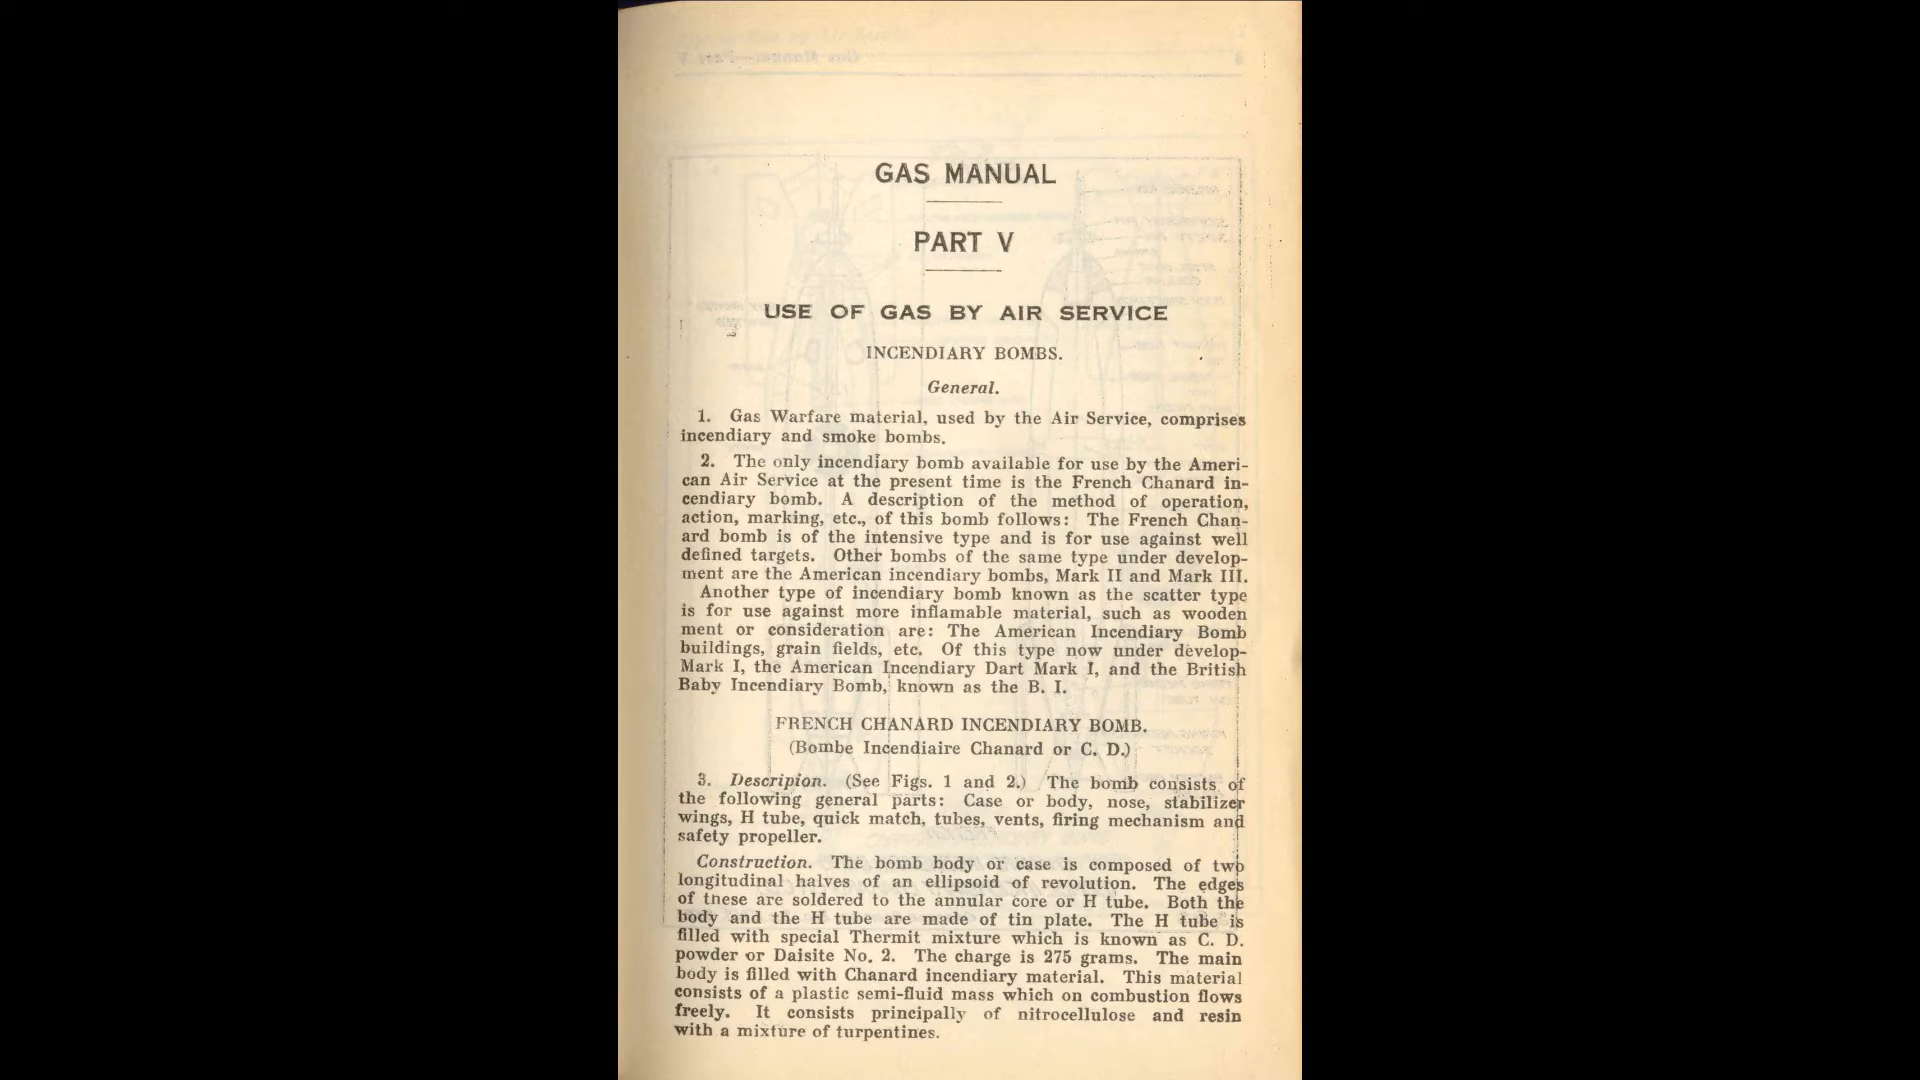 GAS MANUAL
PART V
USE OF GAS BY AIR SERVICE
INCENDIARY BOMBS.
General.
1. Gas Warfare material, used by the Air Service, comprises
incendiary and smoke bombs.
2. The only incendiary bomb available for use by the Ameri-
can Air Service at the present time is the French Chanard in-
cendiary bomb. A description of the method of operation,
action, marking, etc., of this bomb follows: The French Chan-
ard bomb is of the intensive type and is for use against well
defined targets. Other bombs of the same type under develop-
ment are the American incendiary bombs, Mark II and Mark III.
Another type of incendiary bomb known as the scatter type
is for use against more inflamable material, such as wooden
ment or consideration are: The American Incendiary Bomb
buildings, grain fields, etc. Of this type now under develop-
Mark I, the American Incendiary Dart Mark I, and the British
Baby Incendiary Bomb, known as the B. I.
FRENCH CHANARD INCENDIARY BOMB.
(Bombe Incendiaire Chanard or C. D.)
3. Descripion. (See Figs. 1 and 2.) The bomb consists of
the following general parts: Case or body, nose, stabilizer
wings, H tube, quick match, tubes, vents, firing mechanism and
safety propeller.
Construction. The bomb body or case is composed of two
longitudinal halves of an ellipsoid of revolution. The edges
of tnese are soldered to the annular core or H tube. Both the
body and the H tube are made of tin plate. The H tube is
filled with special Thermit mixture which is known as C. D.
powder or Daisite No. 2. The charge is 275 grams. The main
body is filled with Chanard incendiary material. This material
consists of a plastic semi-fluid mass which on combustion flows
freely. It consists principally of nitrocellulose and resin
with a mixture of turpentines.